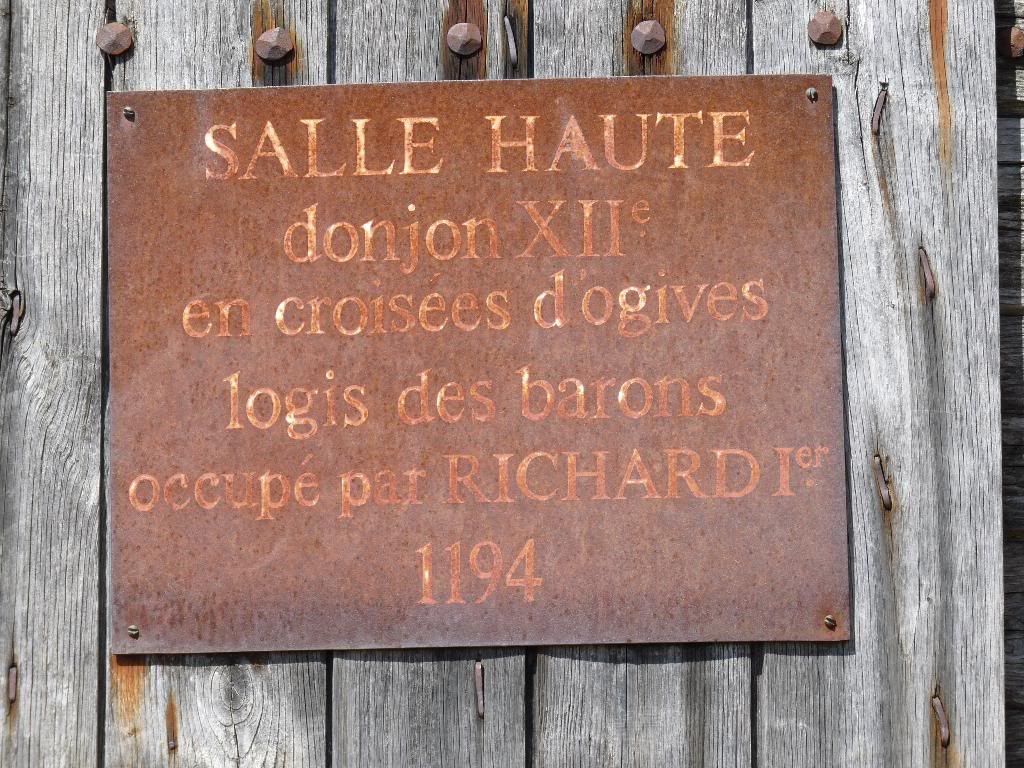 SALLE HAUTE
donjon XIIe
en croisées d'ogives
logis des barons
occupé par RICHARD Ier.
1194